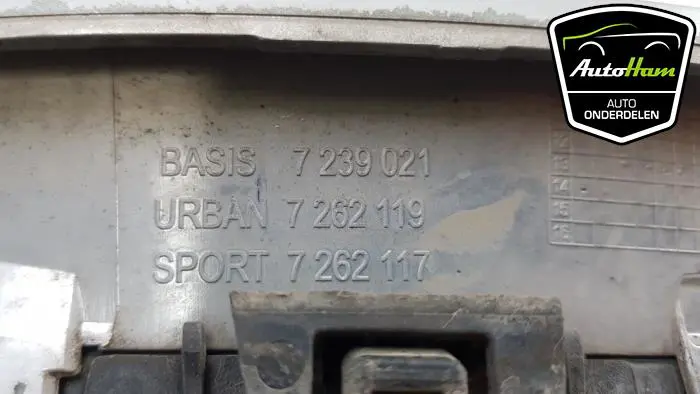 AutoHam
AUTO
ONDERDELEN
BASIS 7 239 021
URBAN 7 262 119
SPORT 7 262 117